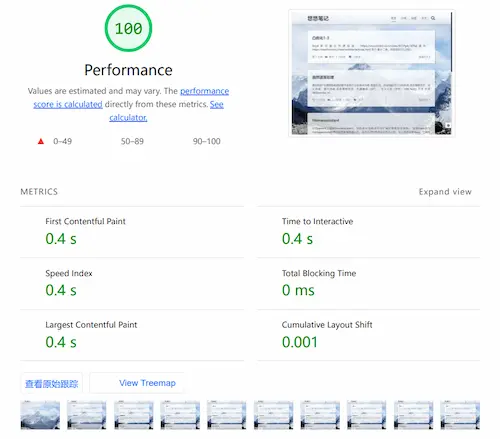 100
Performance
Values are estimated and may vary. The performance
score is calculated directly from these metrics. See
calculator.
0–49
50–89
90–100
悠悠笔记
METRICS
Expand view
First Contentful Paint
0.4 s
Time to Interactive
0.4 s
Speed Index
0.4 s
Total Blocking Time
0 ms
Largest Contentful Paint
0.4 s
Cumulative Layout Shift
0.001
查看原始跟踪
View Treemap